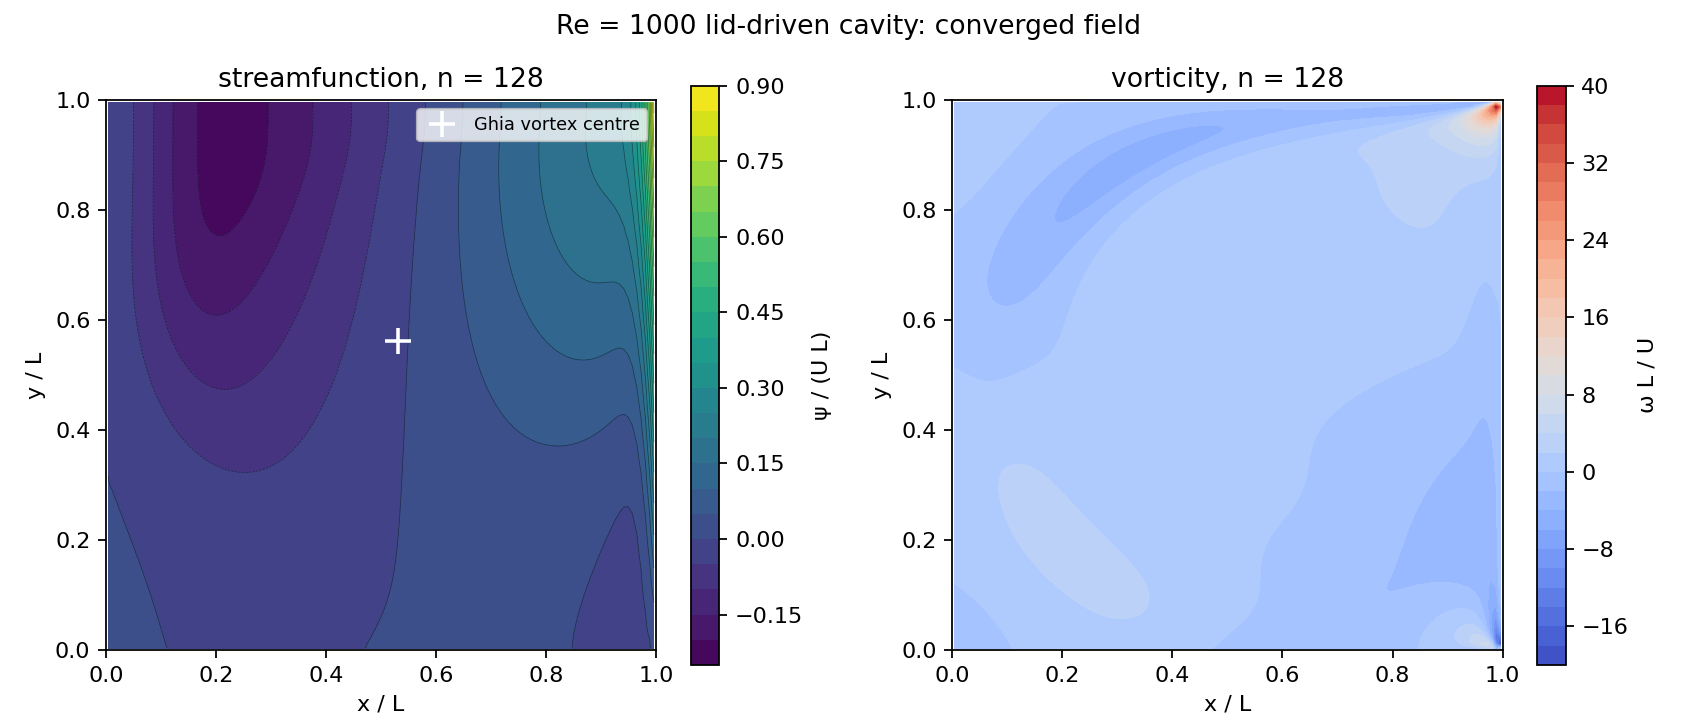 Re = 1000 lid-driven cavity: converged field
streamfunction, n = 128
Ghia vortex centre
1.0
0.8
0.6
0.4
0.2
0.0
y / L
0.0 0.2 0.4 0.6 0.8 1.0
x / L
0.90
0.75
0.60
0.45
0.30
0.15
0.00
−0.15
ψ / (U L)
vorticity, n = 128
1.0
0.8
0.6
0.4
0.2
0.0
y / L
0.0 0.2 0.4 0.6 0.8 1.0
x / L
40
32
24
16
8
0
−8
−16
ω L / U